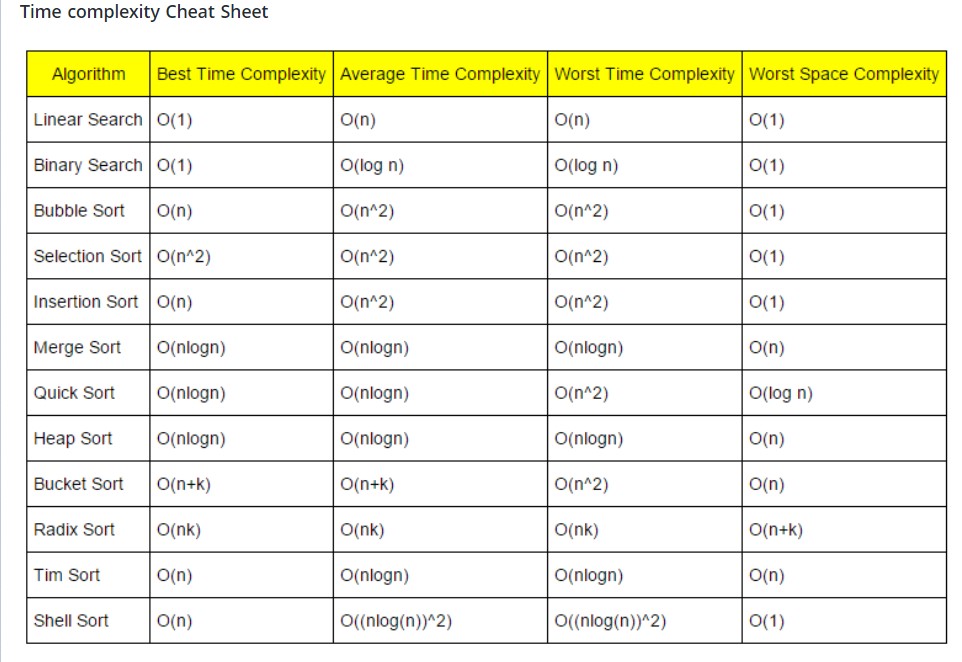 Time complexity Cheat Sheet
Algorithm Best Time Complexity Average Time Complexity Worst Time Complexity Worst Space Complexity
Linear Search O(1) O(n) O(n) O(1)
Binary Search O(1) O(log n) O(log n) O(1)
Bubble Sort O(n) O(n^2) O(n^2) O(1)
Selection Sort O(n^2) O(n^2) O(n^2) O(1)
Insertion Sort O(n) O(n^2) O(n^2) O(1)
Merge Sort O(nlogn) O(nlogn) O(nlogn) O(n)
Quick Sort O(nlogn) O(nlogn) O(n^2) O(log n)
Heap Sort O(nlogn) O(nlogn) O(nlogn) O(n)
Bucket Sort O(n+k) O(n+k) O(n^2) O(n)
Radix Sort O(nk) O(nk) O(nk) O(n+k)
Tim Sort O(n) O(nlogn) O(nlogn) O(n)
Shell Sort O(n) O((nlog(n))^2) O((nlog(n))^2) O(1)